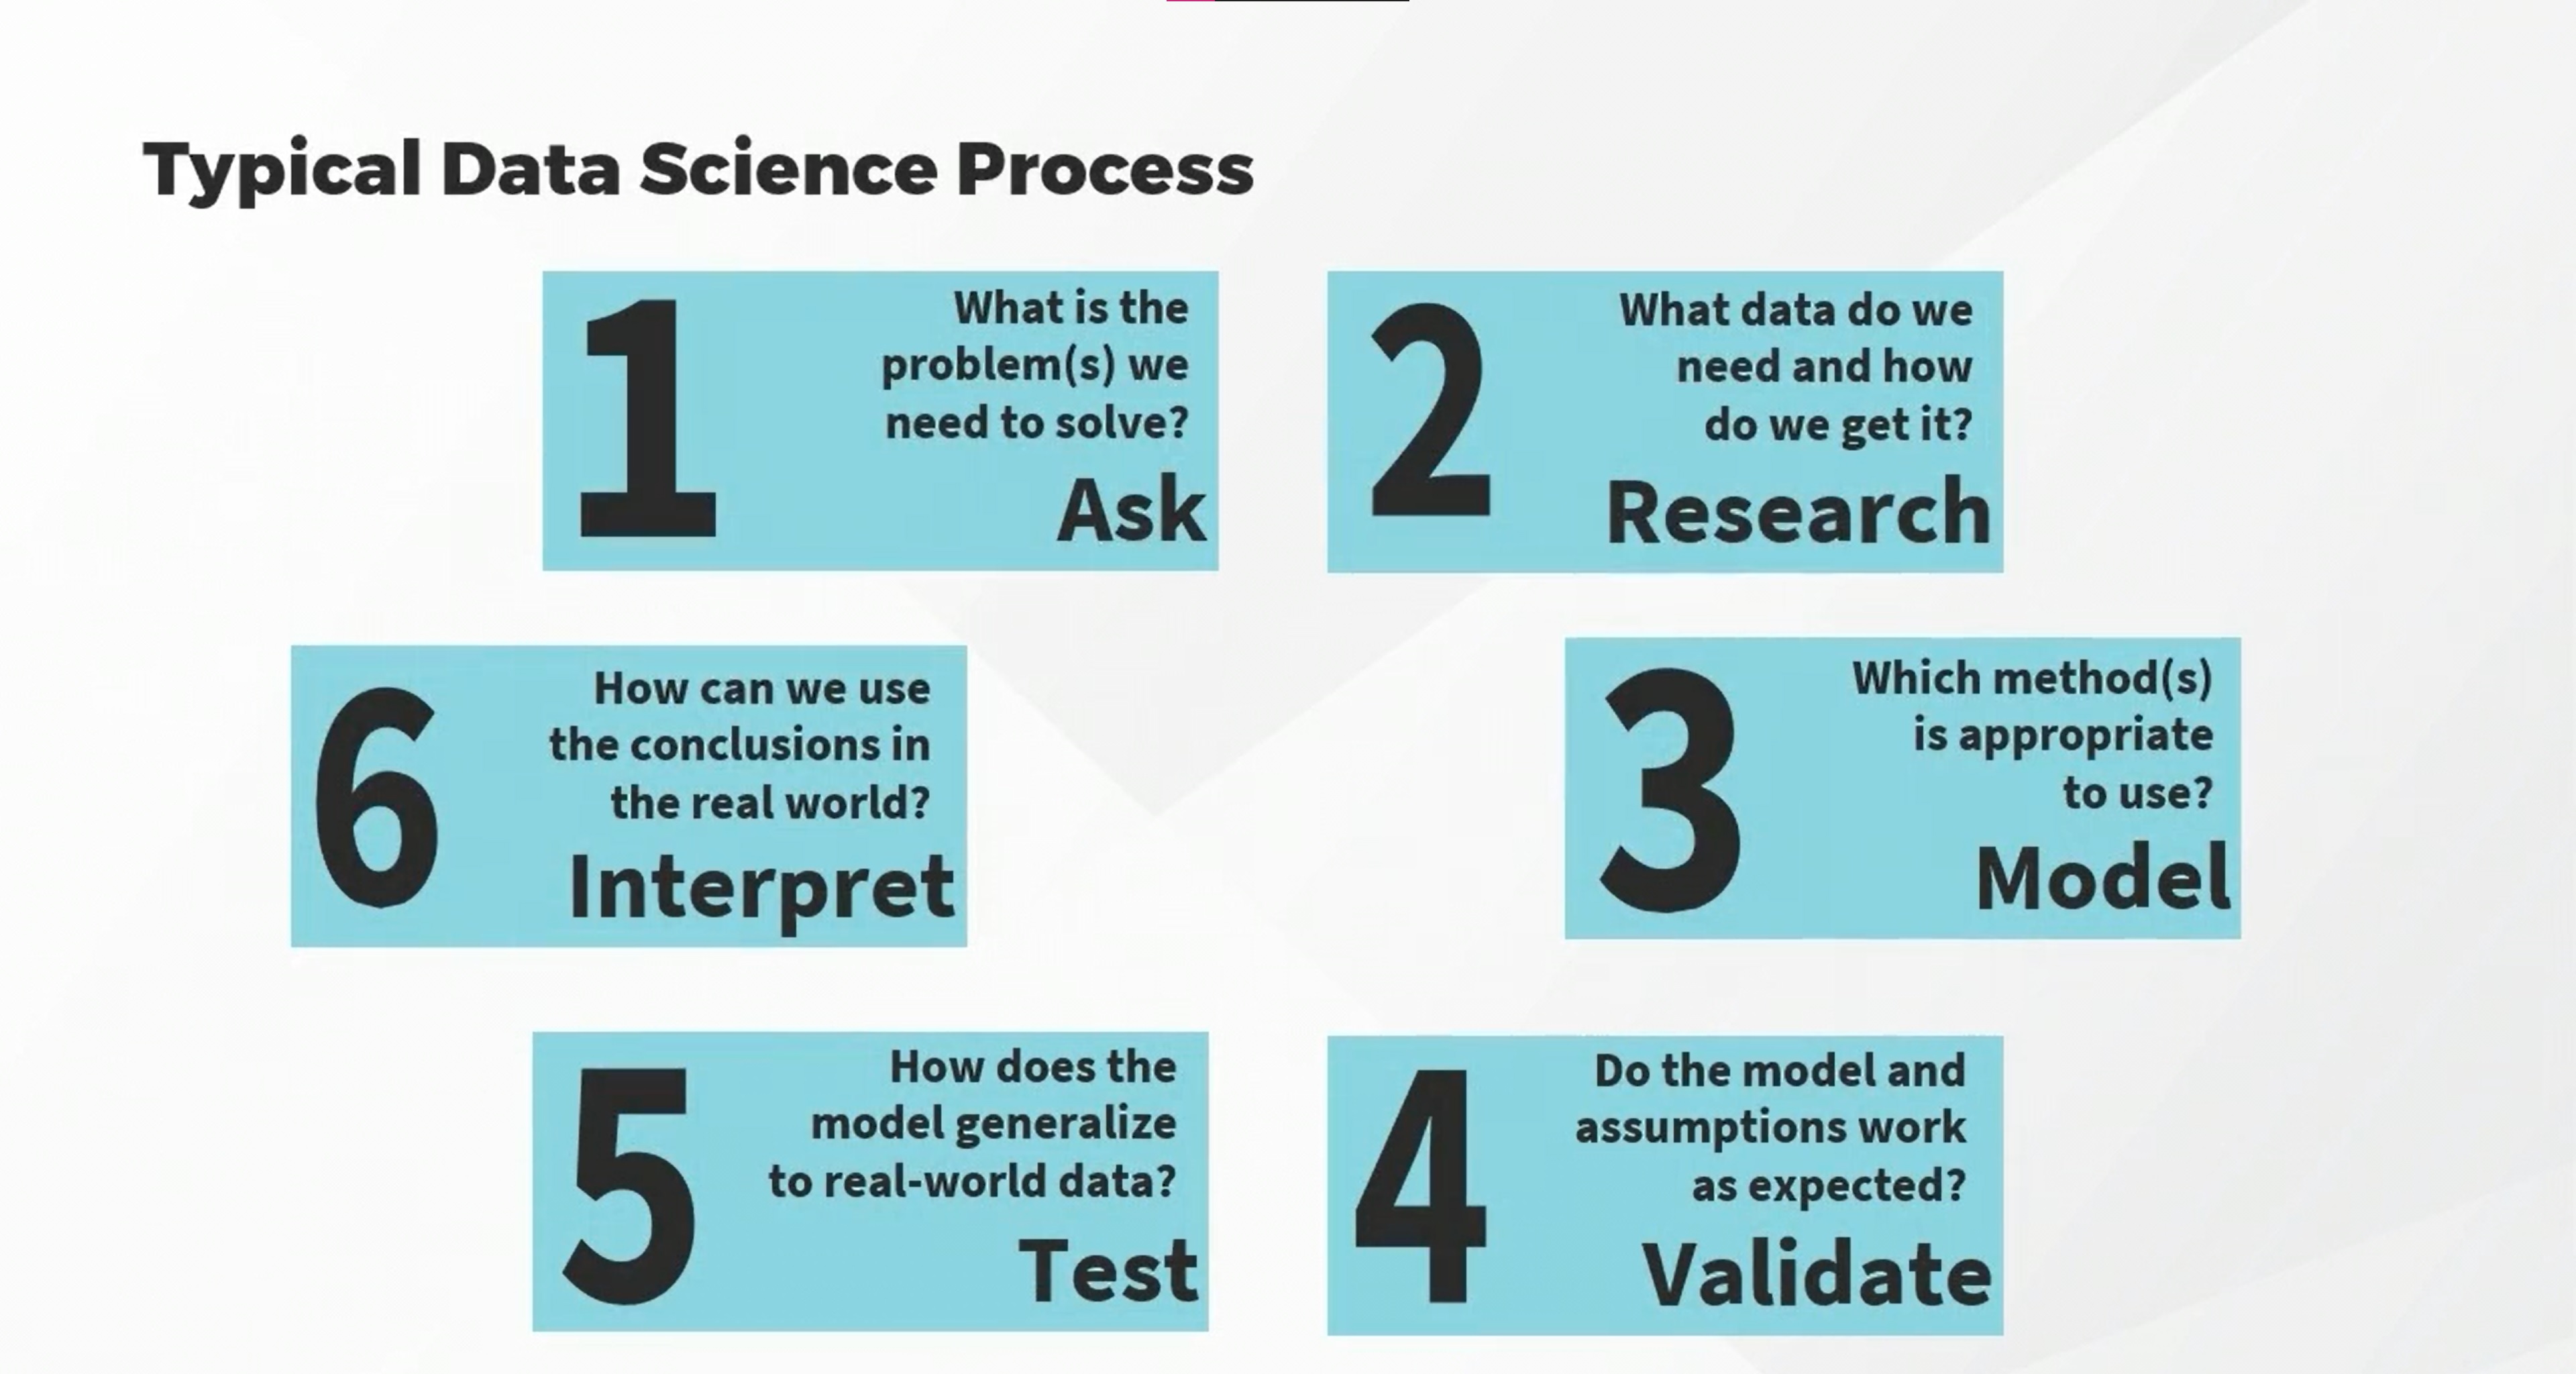 Typical Data Science Process
1
What is the
problem(s) we
need to solve?
Ask
2
What data do we
need and how
do we get it?
Research
3
Which method(s)
is appropriate
to use?
Model
4
Do the model and
assumptions work
as expected?
Validate
5
How does the
model generalize
to real-world data?
Test
6
How can we use
the conclusions in
the real world?
Interpret